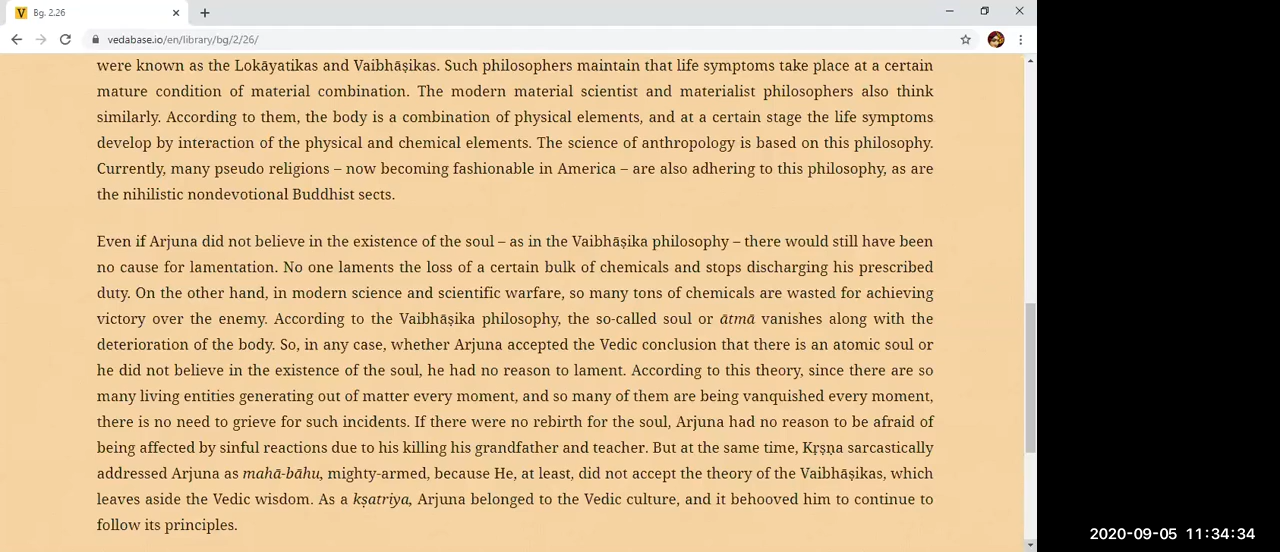 Bg. 2.26
vedabase.io/en/library/bg/2/26/
were known as the Lokāyatikas and Vaibhāṣikas. Such philosophers maintain that life symptoms take place at a certain
mature condition of material combination. The modern material scientist and materialist philosophers also think
similarly. According to them, the body is a combination of physical elements, and at a certain stage the life symptoms
develop by interaction of the physical and chemical elements. The science of anthropology is based on this philosophy.
Currently, many pseudo religions – now becoming fashionable in America – are also adhering to this philosophy, as are
the nihilistic nondevotional Buddhist sects.
Even if Arjuna did not believe in the existence of the soul – as in the Vaibhāṣika philosophy – there would still have been
no cause for lamentation. No one laments the loss of a certain bulk of chemicals and stops discharging his prescribed
duty. On the other hand, in modern science and scientific warfare, so many tons of chemicals are wasted for achieving
victory over the enemy. According to the Vaibhāṣika philosophy, the so-called soul or ātmā vanishes along with the
deterioration of the body. So, in any case, whether Arjuna accepted the Vedic conclusion that there is an atomic soul or
he did not believe in the existence of the soul, he had no reason to lament. According to this theory, since there are so
many living entities generating out of matter every moment, and so many of them are being vanquished every moment,
there is no need to grieve for such incidents. If there were no rebirth for the soul, Arjuna had no reason to be afraid of
being affected by sinful reactions due to his killing his grandfather and teacher. But at the same time, Kṛṣṇa sarcastically
addressed Arjuna as mahā-bāhu, mighty-armed, because He, at least, did not accept the theory of the Vaibhāṣikas, which
leaves aside the Vedic wisdom. As a kṣatriya, Arjuna belonged to the Vedic culture, and it behooved him to continue to
follow its principles.
2020-09-05 11:34:34